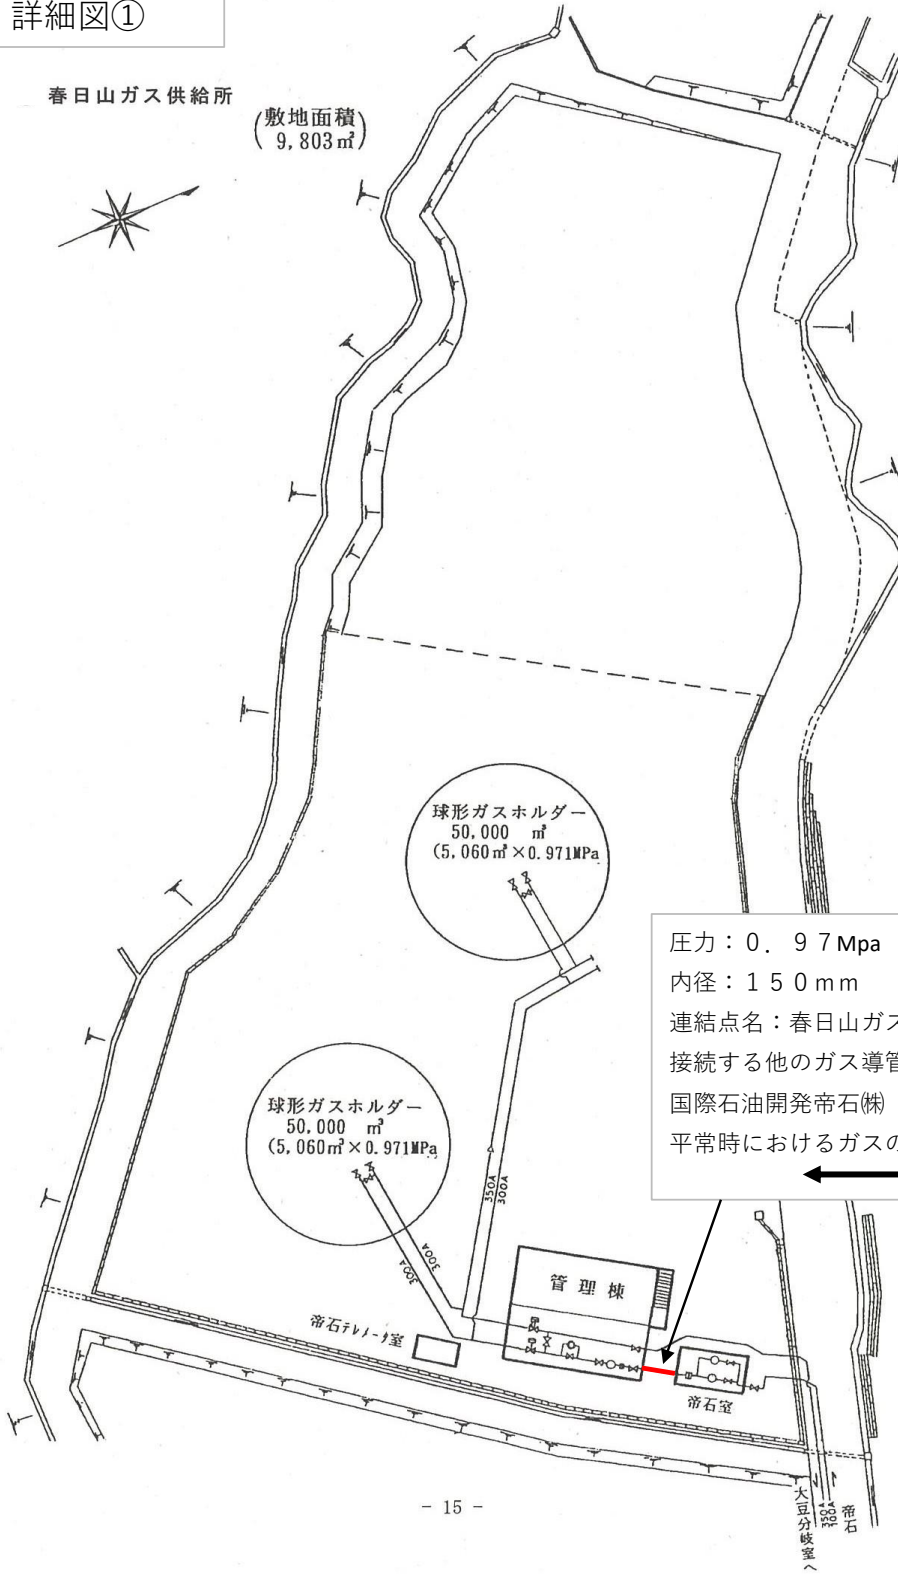 詳細図①
春日山ガス供給所
(敷地面積
9,803㎡)
球形ガスホルダー
50,000 ㎡
(5,060㎡×0.971MPa
圧力：０．９７Mpa
内径：１５０mm
連結点名：春日山ガス
接続する他のガス導管
国際石油開発帝石㈱
平常時におけるガスの
球形ガスホルダー
50,000 ㎡
(5,060㎡×0.971MPa
350A
300A
300A
300A
管理棟
帝石テレメータ室
帝石室
大豆分岐室へ
350A
300A
帝石
- 15 -